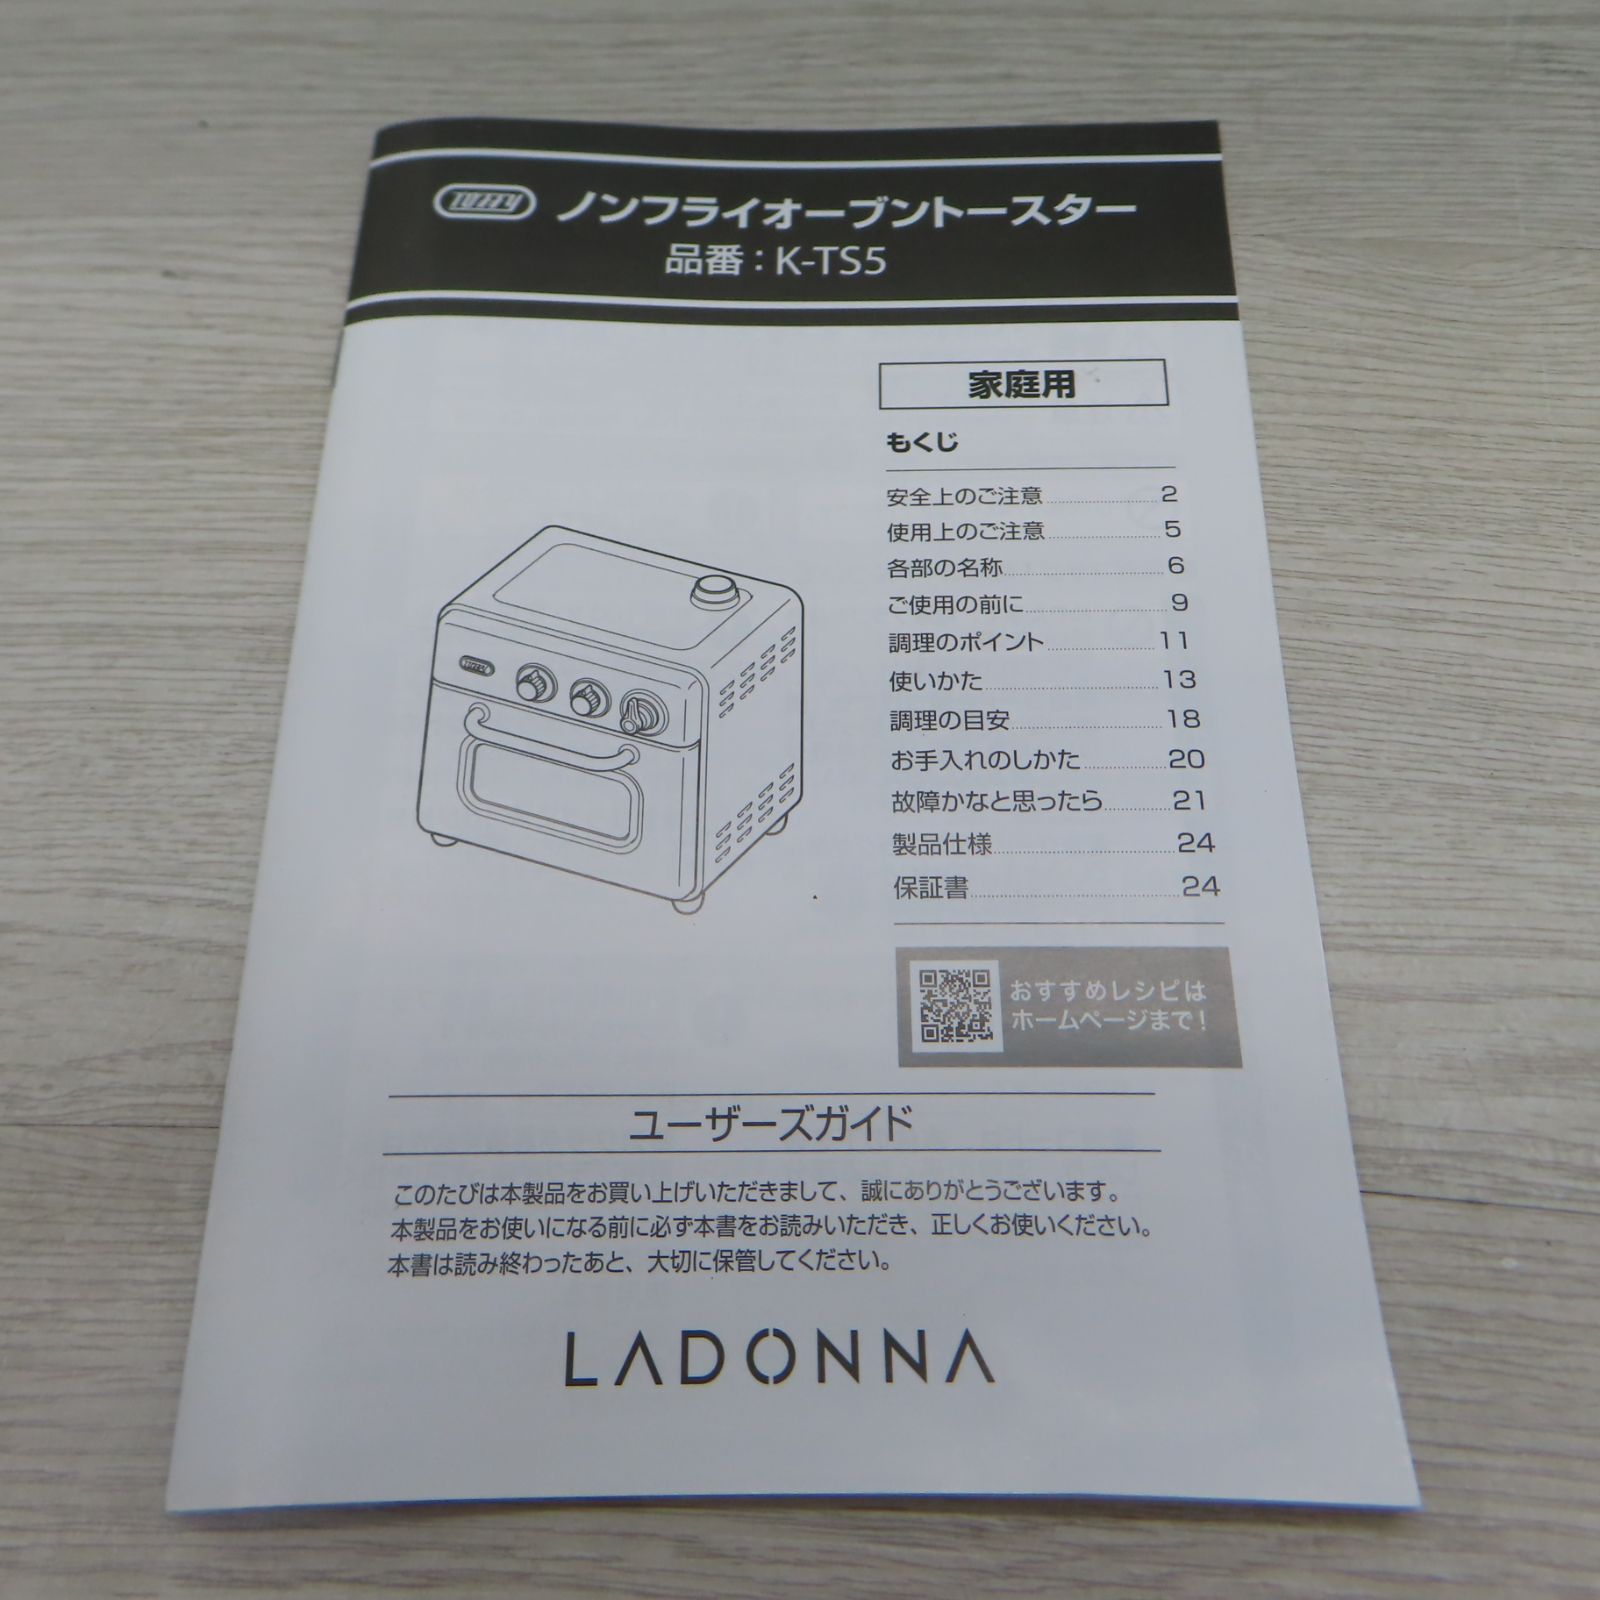 ノンフライオーブントースター
品番：K-TS5
家庭用
もくじ
安全上のご注意 2
使用上のご注意 5
各部の名称 6
ご使用の前に 9
調理のポイント 11
使いかた 13
調理の目安 18
お手入れのしかた 20
故障かなと思ったら 21
製品仕様 24
保証書 24
おすすめレシピは
ホームページまで！
ユーザーズガイド
このたびは本製品をお買い上げいただきまして、誠にありがとうございます。
本製品をお使いになる前に必ず本書をお読みいただき、正しくお使いください。
本書は読み終わったあと、大切に保管してください。
LADONNA